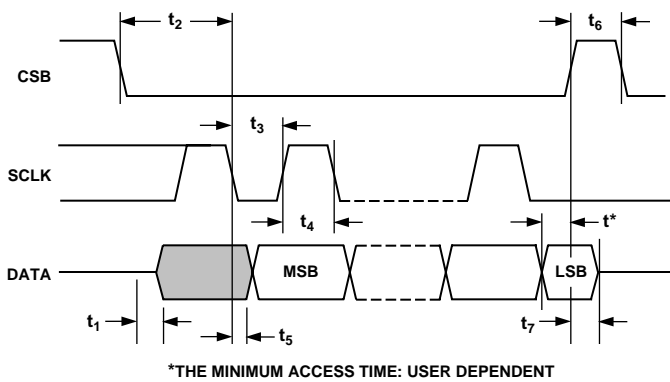 t2
t6
CSB
t3
SCLK
t4
t*
DATA
MSB
LSB
t1
t5
t7
*THE MINIMUM ACCESS TIME: USER DEPENDENT